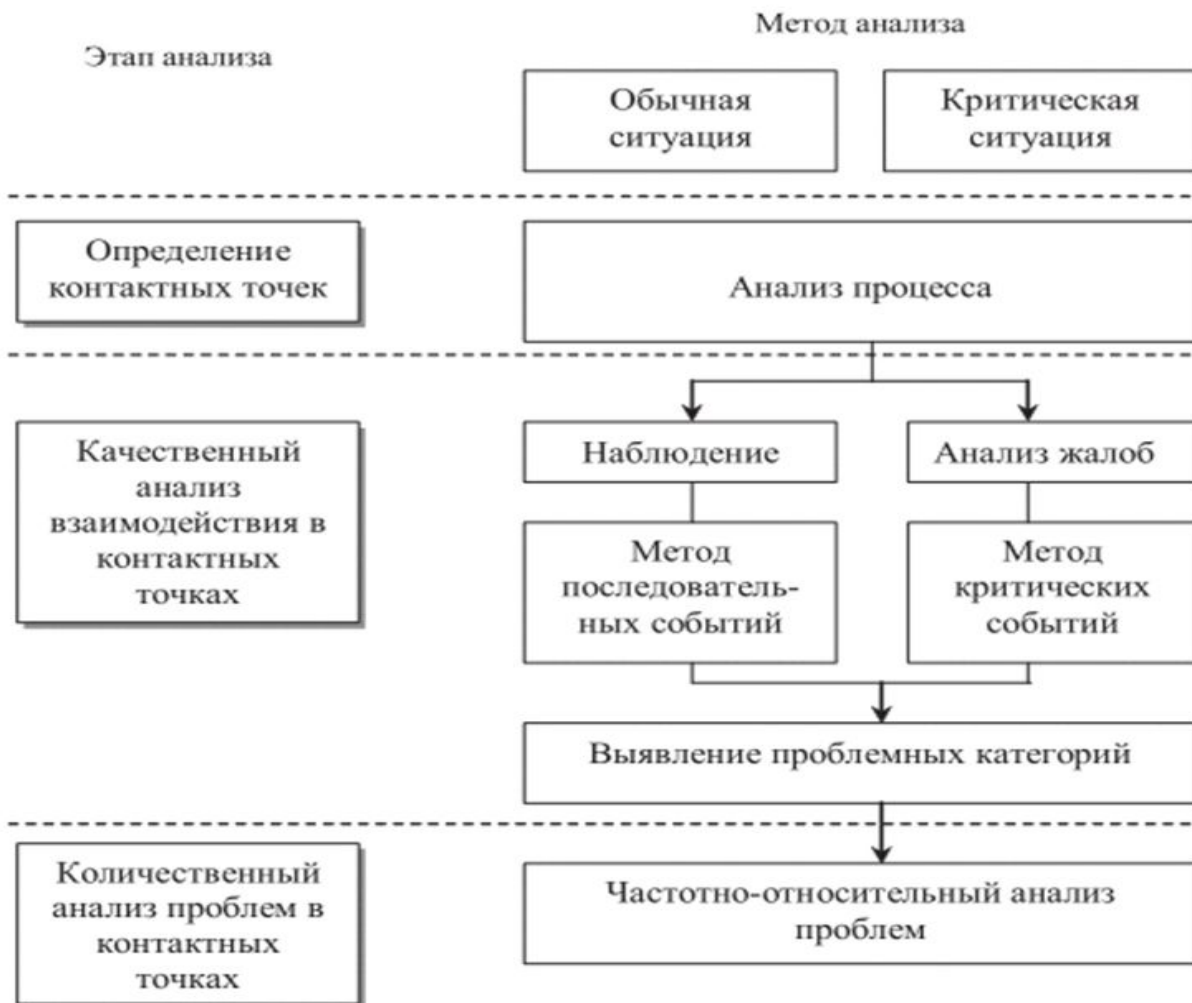 Этап анализа
Метод анализа
Обычная
ситуация
Критическая
ситуация
Определение
контактных точек
Анализ процесса
Качественный
анализ
взаимодействия в
контактных
точках
Наблюдение
Анализ жалоб
Метод
последователь-
ных событий
Метод
критических
событий
Выявление проблемных категорий
Количественный
анализ проблем в
контактных
точках
Частотно-относительный анализ
проблем